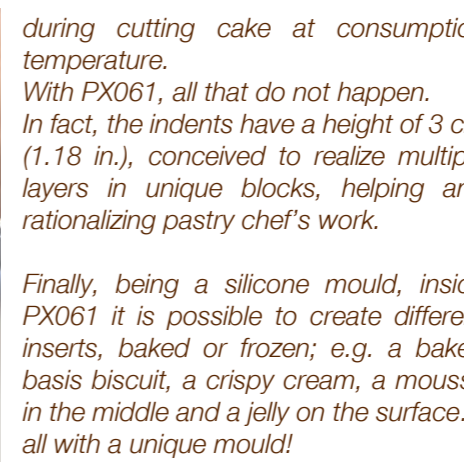 during cutting cake at consumptio
temperature.
With PX061, all that do not happen.
In fact, the indents have a height of 3 c
(1.18 in.), conceived to realize multip
layers in unique blocks, helping an
rationalizing pastry chef's work.

Finally, being a silicone mould, insid
PX061 it is possible to create differe
inserts, baked or frozen; e.g. a bake
basis biscuit, a crispy cream, a mouss
in the middle and a jelly on the surface.
all with a unique mould!